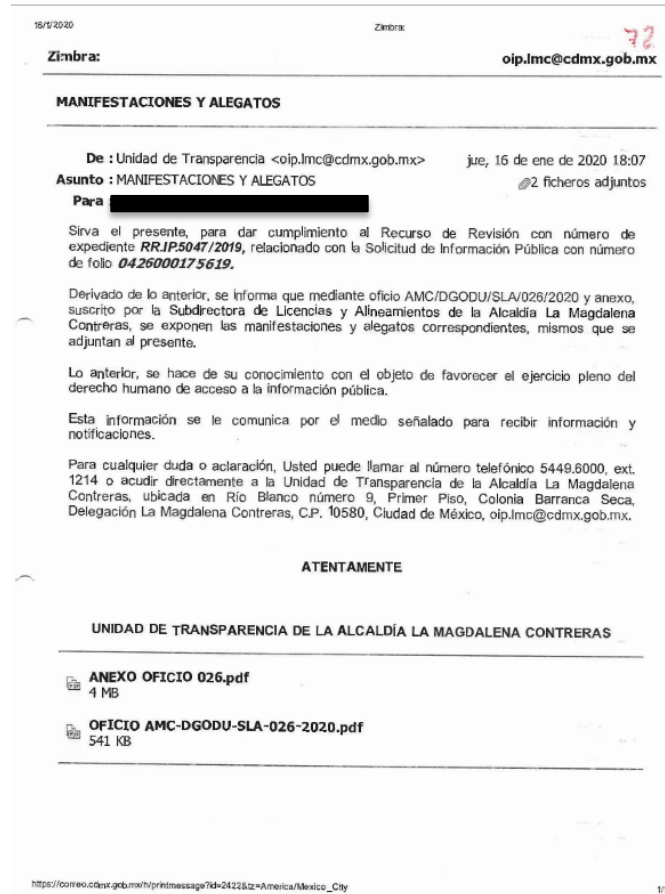 16/1/2020
Zimbra:
72
Zimbra:
oip.lmc@cdmx.gob.mx
MANIFESTACIONES Y ALEGATOS
De : Unidad de Transparencia <oip.lmc@cdmx.gob.mx>
jue, 16 de ene de 2020 18:07
Asunto : MANIFESTACIONES Y ALEGATOS
2 ficheros adjuntos
Para
Sirva el presente, para dar cumplimiento al Recurso de Revisión con número de
expediente RR.IP.5047/2019, relacionado con la Solicitud de Información Pública con número
de folio 0426000175619.
Derivado de lo anterior, se informa que mediante oficio AMC/DGODU/SLA/026/2020 y anexo,
suscrito por la Subdirectora de Licencias y Alineamientos de la Alcaldía La Magdalena
Contreras, se exponen las manifestaciones y alegatos correspondientes, mismos que se
adjuntan al presente.
Lo anterior, se hace de su conocimiento con el objeto de favorecer el ejercicio pleno del
derecho humano de acceso a la información pública.
Esta información se le comunica por el medio señalado para recibir información y
notificaciones.
Para cualquier duda o aclaración, Usted puede llamar al número telefónico 5449.6000, ext.
1214 o acudir directamente a la Unidad de Transparencia de la Alcaldía La Magdalena
Contreras, ubicada en Río Blanco número 9, Primer Piso, Colonia Barranca Seca,
Delegación La Magdalena Contreras, C.P. 10580, Ciudad de México, oip.lmc@cdmx.gob.mx.
ATENTAMENTE
UNIDAD DE TRANSPARENCIA DE LA ALCALDÍA LA MAGDALENA CONTRERAS
ANEXO OFICIO 026.pdf
4 MB
OFICIO AMC-DGODU-SLA-026-2020.pdf
541 KB
https://correo.cdmx.gob.mx/h/printmessage?id=2422&tz=America/Mexico_City